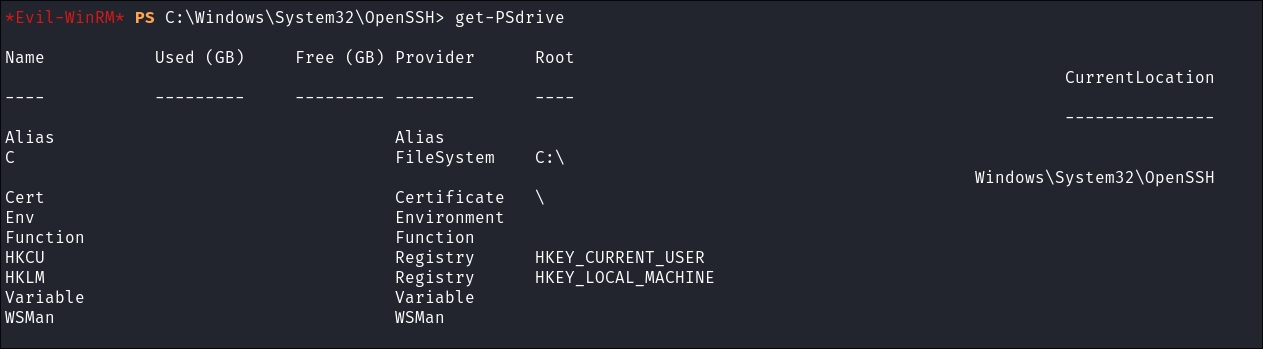 *Evil-WinRM* PS C:\Windows\System32\OpenSSH> get-PSdrive
Name Used (GB) Free (GB) Provider Root
CurrentLocation
---- --------- --------- -------- ----
---------------
Alias Alias
C FileSystem C:\
Windows\System32\OpenSSH
Cert Certificate \
Env Environment
Function Function
HKCU Registry HKEY_CURRENT_USER
HKLM Registry HKEY_LOCAL_MACHINE
Variable Variable
WSMan WSMan